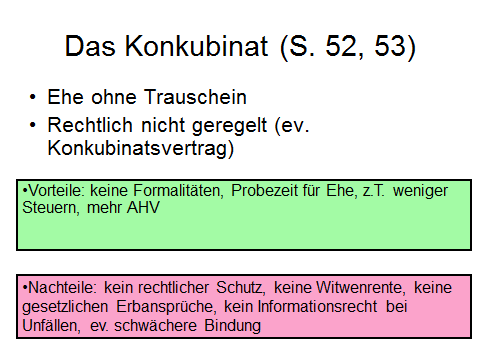 Das Konkubinat (S. 52, 53)
• Ehe ohne Trauschein
• Rechtlich nicht geregelt (ev.
Konkubinatsvertrag)
•Vorteile: keine Formalitäten, Probezeit für Ehe, z.T. weniger
Steuern, mehr AHV
•Nachteile: kein rechtlicher Schutz, keine Witwenrente, keine
gesetzlichen Erbansprüche, kein Informationsrecht bei
Unfällen, ev. schwächere Bindung